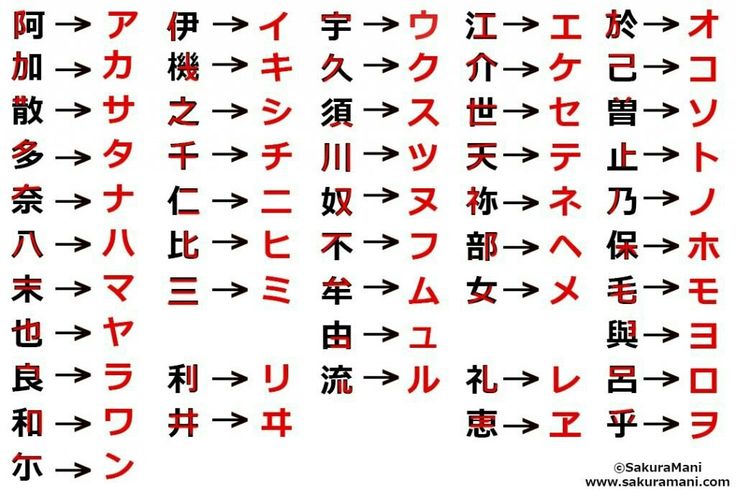 阿→ア 伊→イ 宇→ウ 江→エ 於→オ
加→カ 機→キ 久→ク 介→ケ 己→コ
散→サ 之→シ 須→ス 世→セ 曽→ソ
多→タ 千→チ 川→ツ 天→テ 止→ト
奈→ナ 仁→ニ 奴→ヌ 祢→ネ 乃→ノ
八→ハ 比→ヒ 不→フ 部→ヘ 保→ホ
末→マ 三→ミ 牟→ム 女→メ 毛→モ
也→ヤ 由→ユ 與→ヨ
良→ラ 利→リ 流→ル 礼→レ 呂→ロ
和→ワ 井→ヰ 恵→ヱ 乎→ヲ
尓→ン
©SakuraMani
www.sakuramani.com